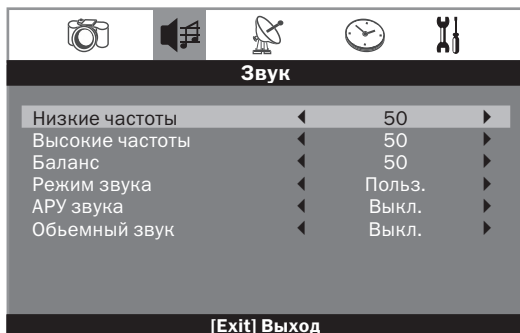 Звук
Низкие частоты 50
Высокие частоты 50
Баланс 50
Режим звука Польз.
АРУ звука Выкл.
Обьемный звук Выкл.
[Exit] Выход